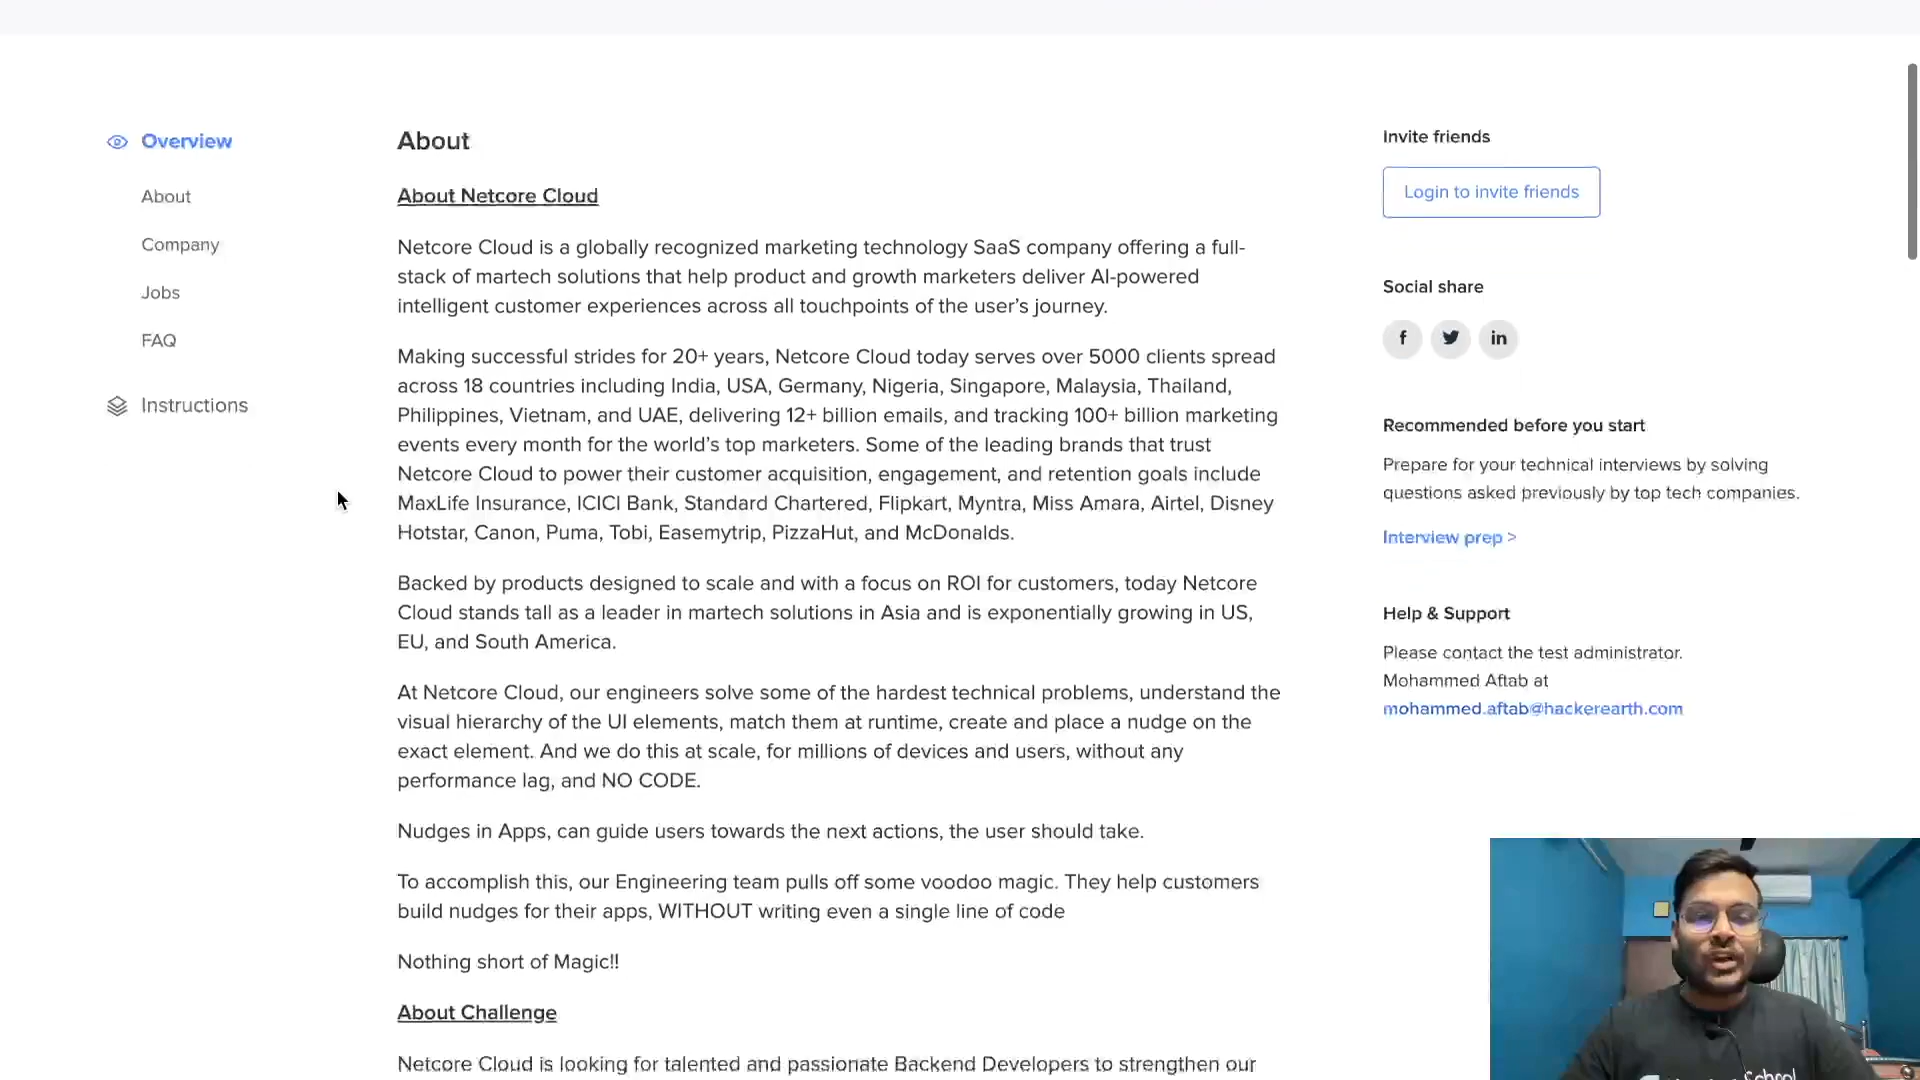 Overview
About
Company
Jobs
FAQ
Instructions
About
About Netcore Cloud
Netcore Cloud is a globally recognized marketing technology SaaS company offering a full-
stack of martech solutions that help product and growth marketers deliver AI-powered
intelligent customer experiences across all touchpoints of the user’s journey.
Making successful strides for 20+ years, Netcore Cloud today serves over 5000 clients spread
across 18 countries including India, USA, Germany, Nigeria, Singapore, Malaysia, Thailand,
Philippines, Vietnam, and UAE, delivering 12+ billion emails, and tracking 100+ billion marketing
events every month for the world’s top marketers. Some of the leading brands that trust
Netcore Cloud to power their customer acquisition, engagement, and retention goals include
MaxLife Insurance, ICICI Bank, Standard Chartered, Flipkart, Myntra, Miss Amara, Airtel, Disney
Hotstar, Canon, Puma, Tobi, Easemytrip, PizzaHut, and McDonalds.
Backed by products designed to scale and with a focus on ROI for customers, today Netcore
Cloud stands tall as a leader in martech solutions in Asia and is exponentially growing in US,
EU, and South America.
At Netcore Cloud, our engineers solve some of the hardest technical problems, understand the
visual hierarchy of the UI elements, match them at runtime, create and place a nudge on the
exact element. And we do this at scale, for millions of devices and users, without any
performance lag, and NO CODE.
Nudges in Apps, can guide users towards the next actions, the user should take.
To accomplish this, our Engineering team pulls off some voodoo magic. They help customers
build nudges for their apps, WITHOUT writing even a single line of code
Nothing short of Magic!!
About Challenge
Netcore Cloud is looking for talented and passionate Backend Developers to strengthen our
Invite friends
Login to invite friends
Social share
f
in
Recommended before you start
Prepare for your technical interviews by solving
questions asked previously by top tech companies.
Interview prep >
Help & Support
Please contact the test administrator.
Mohammed Aftab at
mohammed.aftab@hackerearth.com
School